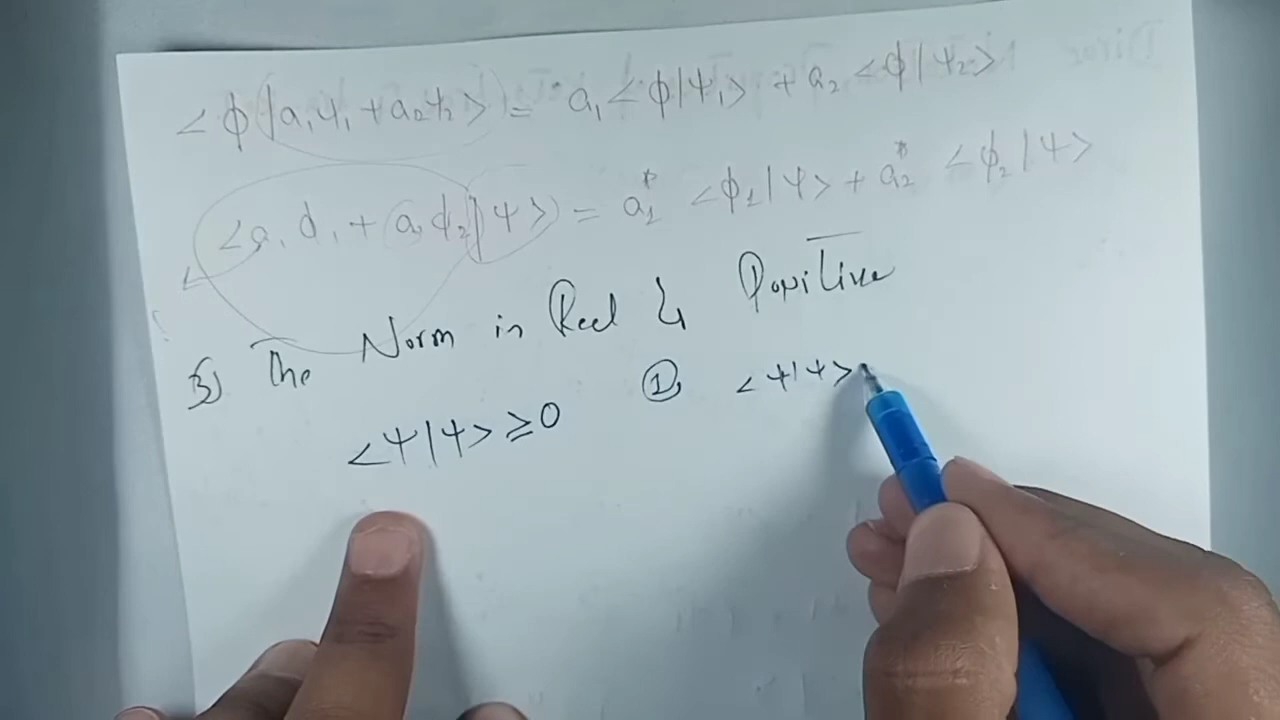 <ϕ|a₁ψ₁+a₂ψ₂> = a₁<ϕ|ψ₁> + a₂<ϕ|ψ₂>
<a₁ϕ₁ + a₂ϕ₂|ψ> = a₁* <ϕ₁|ψ> + a₂* <ϕ₂|ψ>
3) The Norm is Real & Positive
<ψ|ψ> ≥ 0 ① <ψ|ψ>